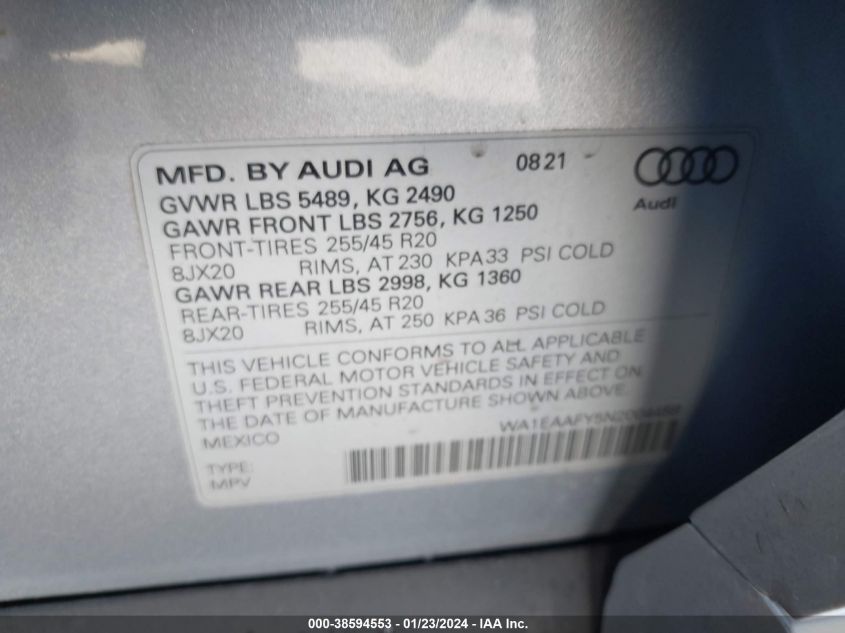 MFD. BY AUDI AG 0821
Audi
GVWR LBS 5489, KG 2490
GAWR FRONT LBS 2756, KG 1250
FRONT-TIRES 255/45 R20
8JX20 RIMS, AT 230 KPA33 PSI COLD
GAWR REAR LBS 2998, KG 1360
REAR-TIRES 255/45 R20
8JX20 RIMS, AT 250 KPA36 PSI COLD
THIS VEHICLE CONFORMS TO ALL APPLICABLE
U.S. FEDERAL MOTOR VEHICLE SAFETY AND
THEFT PREVENTION STANDARDS IN EFFECT ON
THE DATE OF MANUFACTURE SHOWN ABOVE.
MEXICO
TYPE:
MPV
000-38594553 - 01/23/2024 - IAA Inc.